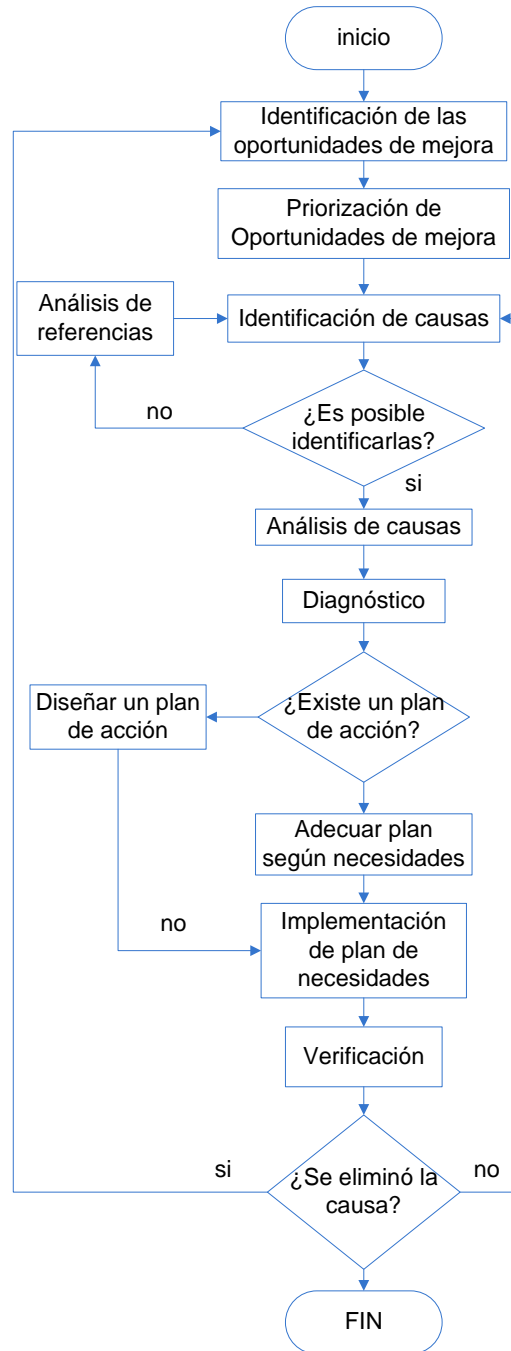 inicio
Identificación de las
oportunidades de mejora
Priorización de
Oportunidades de mejora
Análisis de
referencias
Identificación de causas
no
¿Es posible
identificarlas?
si
Análisis de causas
Diagnóstico
Diseñar un plan
de acción
¿Existe un plan
de acción?
Adecuar plan
según necesidades
no
Implementación
de plan de
necesidades
Verificación
si
¿Se eliminó la
causa?
no
FIN